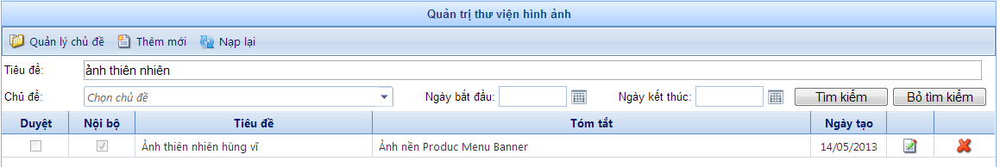 Quản trị thư viện hình ảnh
Quản lý chủ đề Thêm mới Nạp lại
Tiêu đề: ảnh thiên nhiên
Chủ đề: Chọn chủ đề Ngày bắt đầu: Ngày kết thúc: Tìm kiếm Bỏ tìm kiếm
Duyệt Nội bộ Tiêu đề Tóm tắt Ngày tạo
Ảnh thiên nhiên hùng vĩ Ảnh nền Produc Menu Banner 14/05/2013